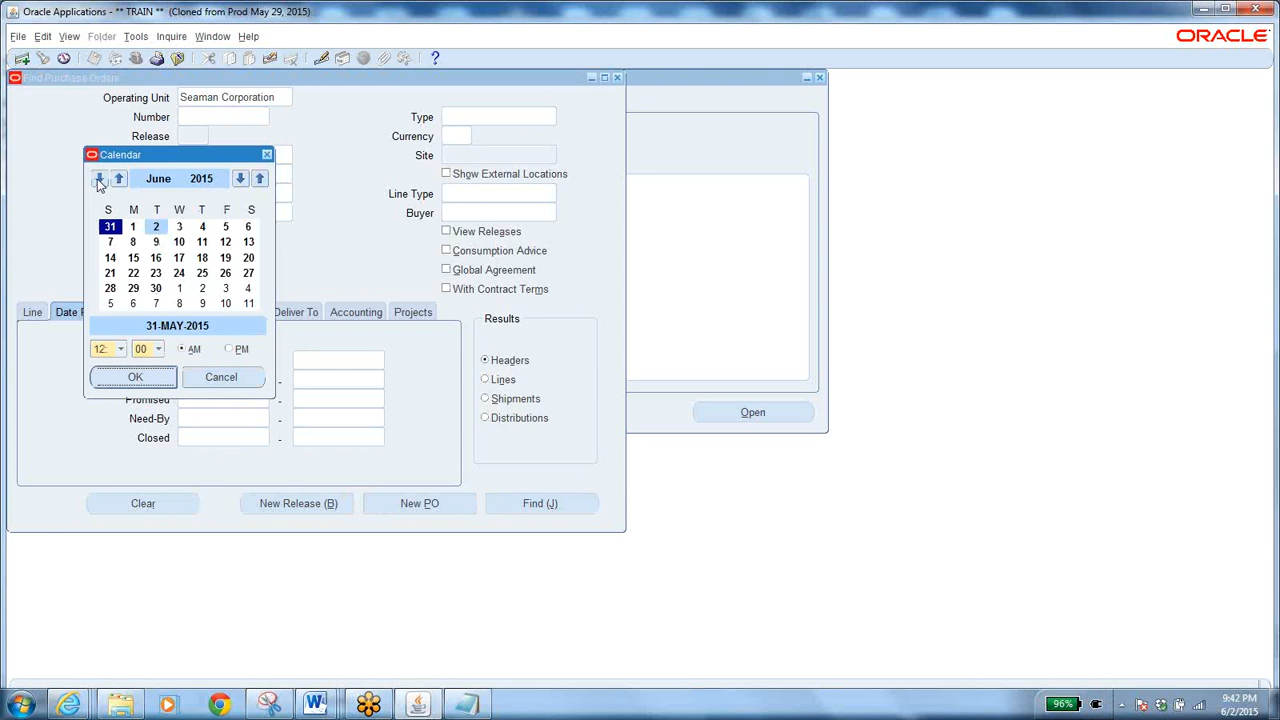 Oracle Applications - ** TRAIN ** (Cloned from Prod May 29, 2015)
File Edit View Folder Tools Inquire Window Help
ORACLE
Find Purchase Orders
Operating Unit Seaman Corporation
Number
Type
Release
Currency
Site
Show External Locations
Line Type
Buyer
View Releases
Consumption Advice
Global Agreement
With Contract Terms
Calendar
June 2015
S M T W T F S
31 1 2 3 4 5 6
7 8 9 10 11 12 13
14 15 16 17 18 19 20
21 22 23 24 25 26 27
28 29 30 1 2 3 4
5 6 7 8 9 10 11
31-MAY-2015
12: 00 AM PM
OK Cancel
Line Deliver To Accounting Projects
Promised -
Need-By -
Closed -
Results
Headers
Lines
Shipments
Distributions
Clear New Release (B) New PO Find (J)
Open
96%
9:42 PM
6/2/2015